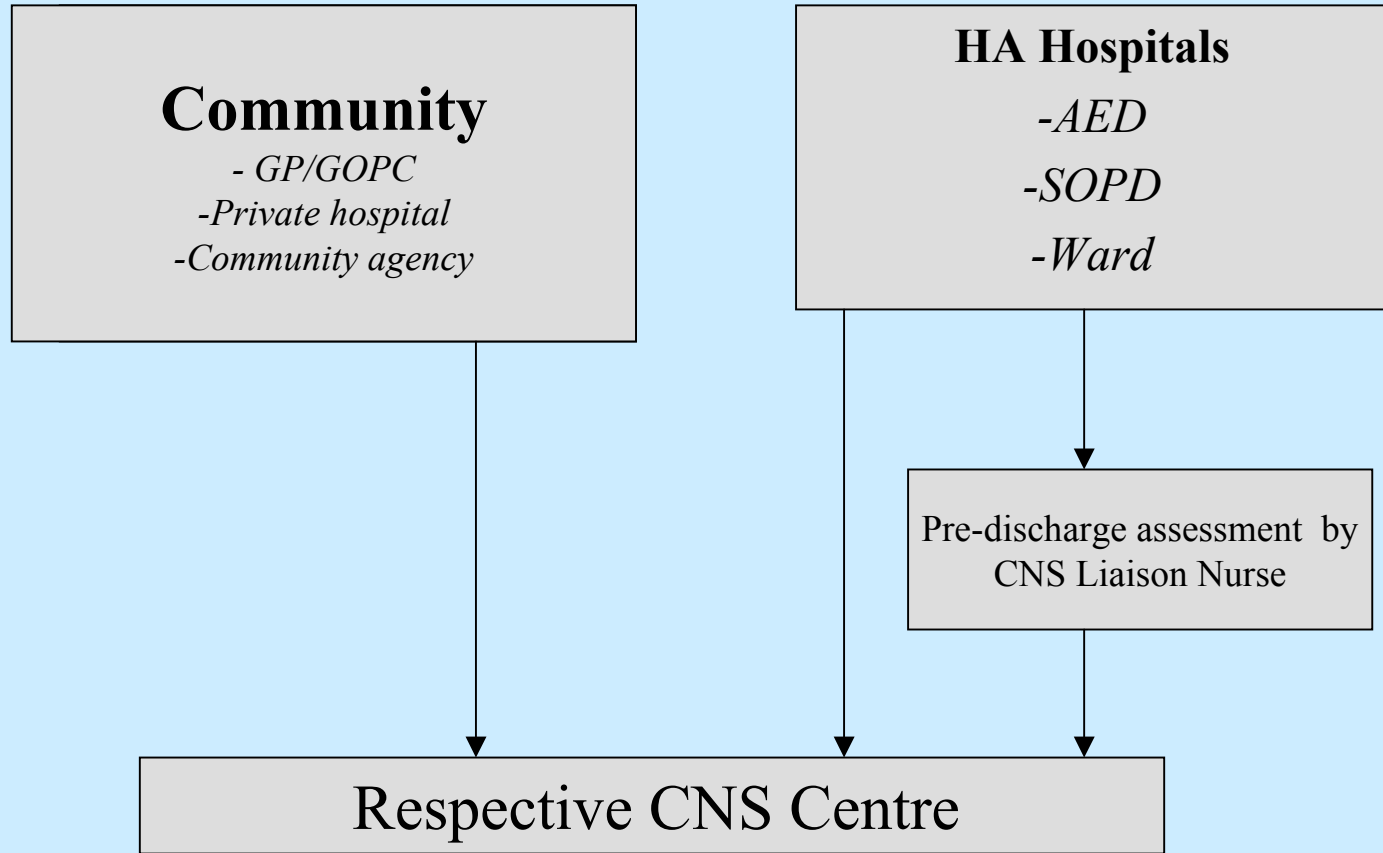 Community
- GP/GOPC
-Private hospital
-Community agency
HA Hospitals
-AED
-SOPD
-Ward
Pre-discharge assessment by
CNS Liaison Nurse
Respective CNS Centre